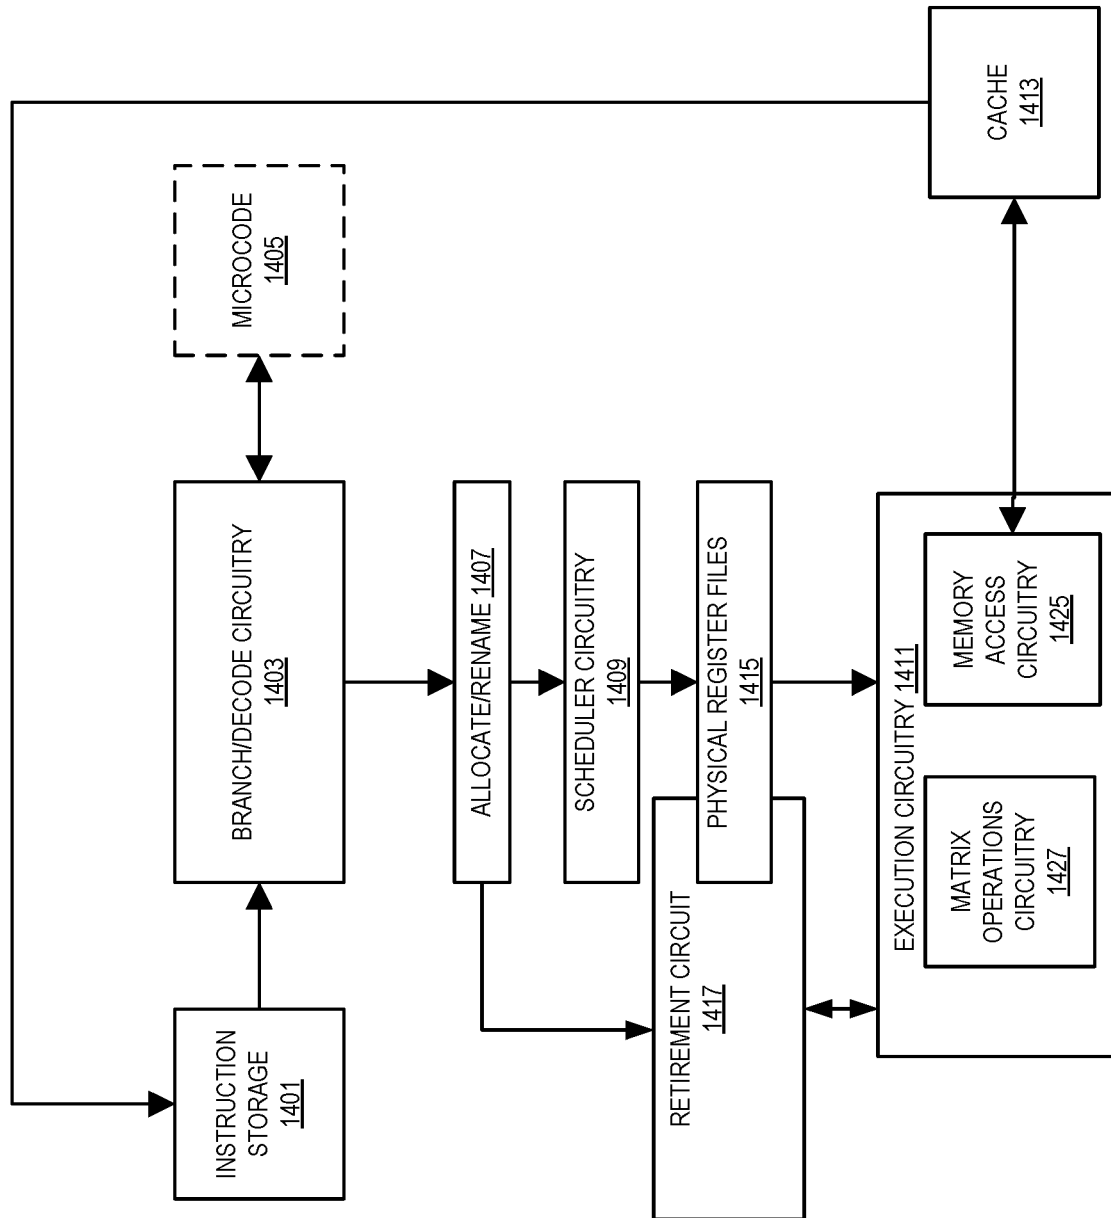 INSTRUCTION
STORAGE
1401
BRANCH/DECODE CIRCUITRY
1403
MICROCODE
1405
ALLOCATE/RENAME 1407
SCHEDULER CIRCUITRY
1409
RETIREMENT CIRCUIT
1417
PHYSICAL REGISTER FILES
1415
EXECUTION CIRCUITRY 1411
MATRIX
OPERATIONS
CIRCUITRY
1427
MEMORY
ACCESS
CIRCUITRY
1425
CACHE
1413